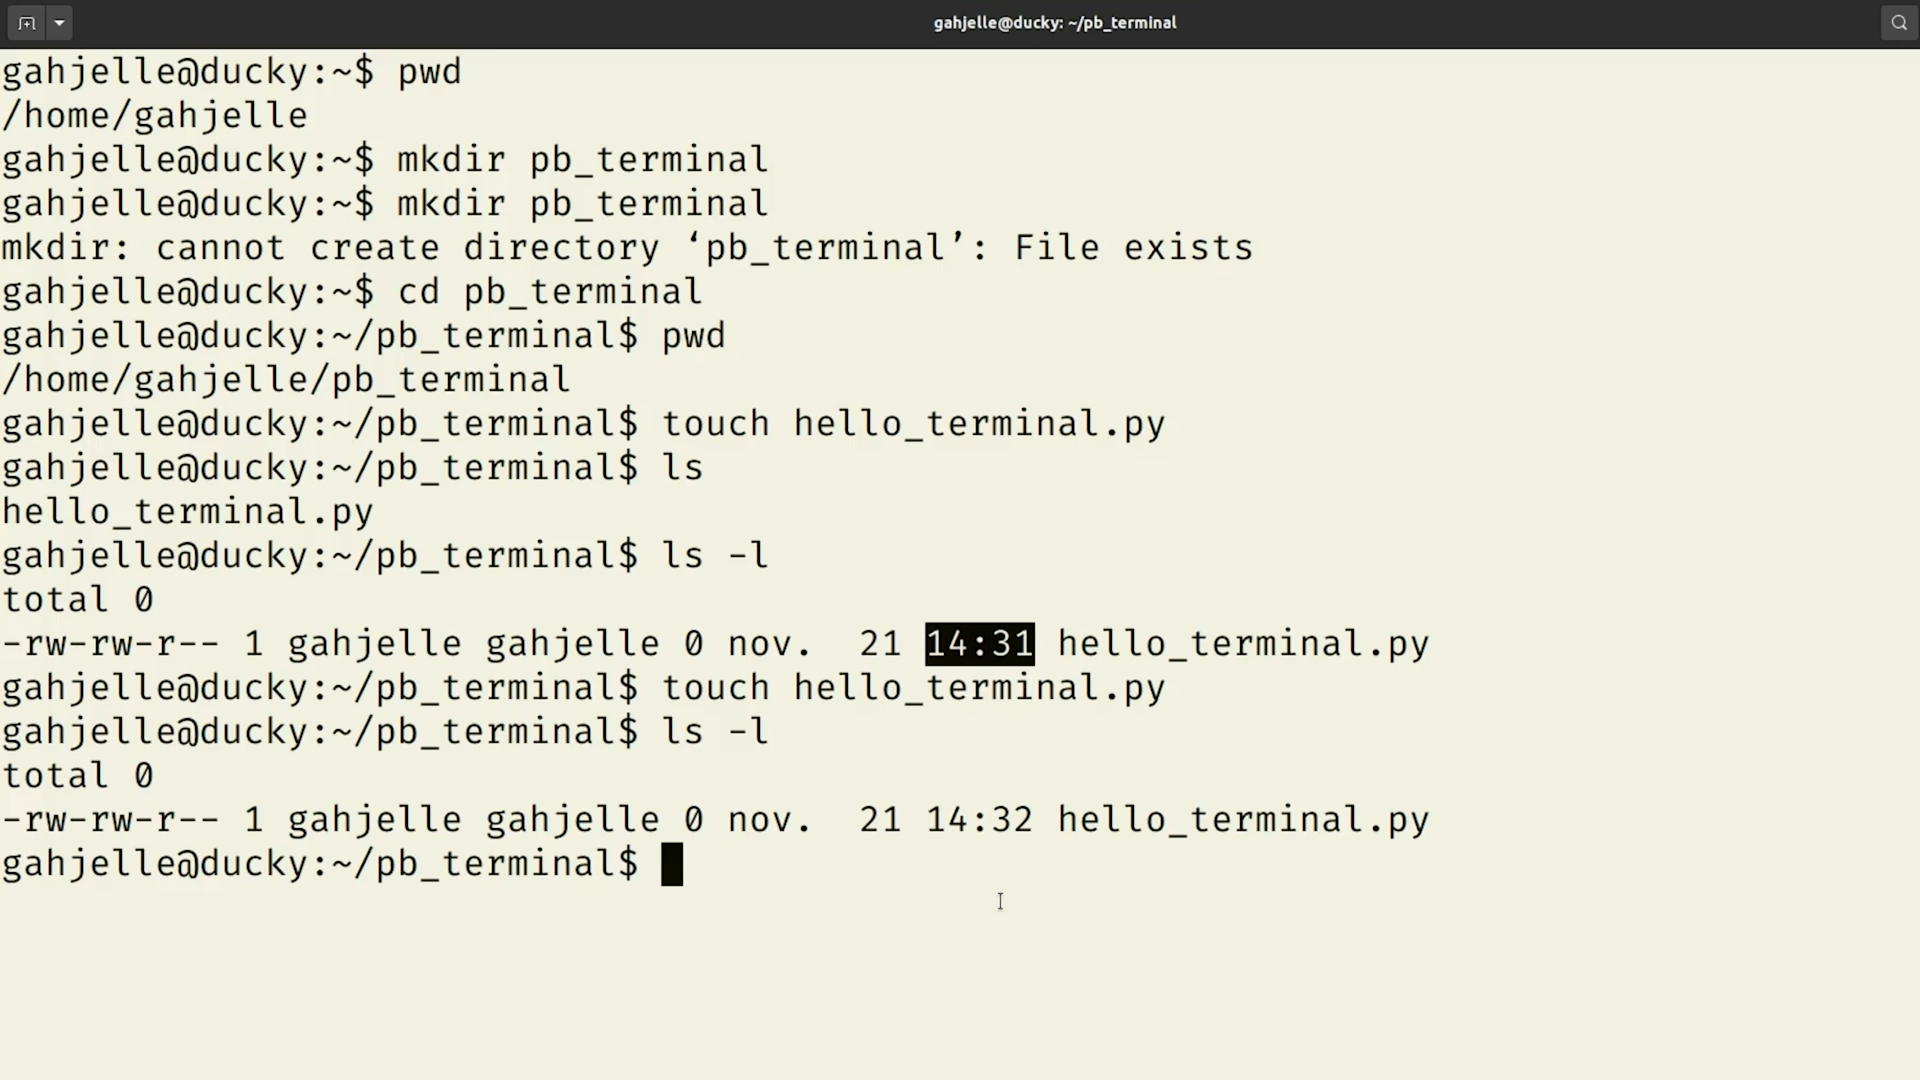 gahjelle@ducky: ~/pb_terminal
gahjelle@ducky:~$ pwd
/home/gahjelle
gahjelle@ducky:~$ mkdir pb_terminal
gahjelle@ducky:~$ mkdir pb_terminal
mkdir: cannot create directory ‘pb_terminal’: File exists
gahjelle@ducky:~$ cd pb_terminal
gahjelle@ducky:~/pb_terminal$ pwd
/home/gahjelle/pb_terminal
gahjelle@ducky:~/pb_terminal$ touch hello_terminal.py
gahjelle@ducky:~/pb_terminal$ ls
hello_terminal.py
gahjelle@ducky:~/pb_terminal$ ls -l
total 0
-rw-rw-r-- 1 gahjelle gahjelle 0 nov.  21 14:31 hello_terminal.py
gahjelle@ducky:~/pb_terminal$ touch hello_terminal.py
gahjelle@ducky:~/pb_terminal$ ls -l
total 0
-rw-rw-r-- 1 gahjelle gahjelle 0 nov.  21 14:32 hello_terminal.py
gahjelle@ducky:~/pb_terminal$